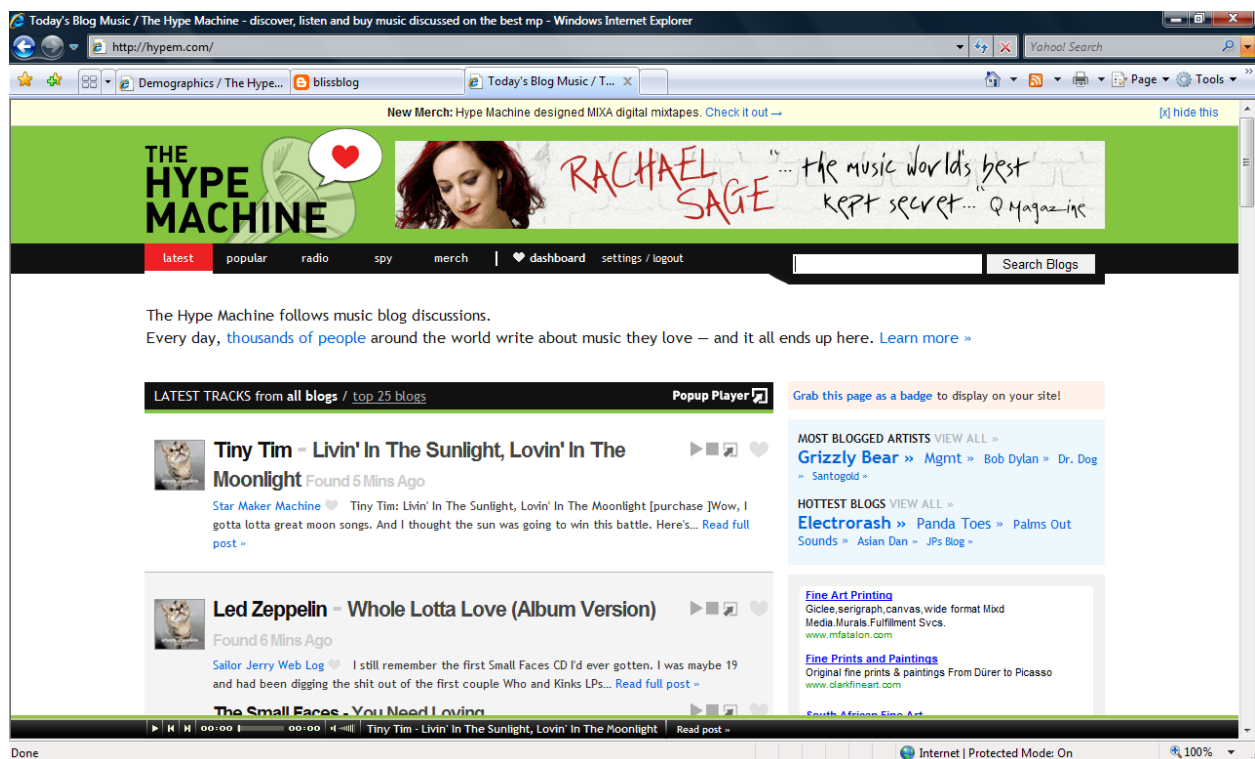 Today's Blog Music / The Hype Machine - discover, listen and buy music discussed on the best mp - Windows Internet Explorer
http://hypem.com/
Yahoo! Search
Demographics / The Hype...
blissblog
Today's Blog Music / T...
Page
Tools
New Merch: Hype Machine designed MIXA digital mixtapes. Check it out →
[x] hide this
THE
HYPE
MACHINE
RACHAEL
SAGE
"... the music world's best
kept secret..." Q Magazine
latest popular radio spy merch | dashboard settings / logout
Search Blogs
The Hype Machine follows music blog discussions.
Every day, thousands of people around the world write about music they love — and it all ends up here. Learn more »
LATEST TRACKS from all blogs / top 25 blogs
Popup Player
Tiny Tim - Livin' In The Sunlight, Lovin' In The
Moonlight Found 5 Mins Ago
Star Maker Machine Tiny Tim: Livin' In The Sunlight, Lovin' In The Moonlight [purchase ]Wow, I
gotta lotta great moon songs. And I thought the sun was going to win this battle. Here's... Read full
post »
Led Zeppelin - Whole Lotta Love (Album Version)
Found 6 Mins Ago
Sailor Jerry Web Log I still remember the first Small Faces CD I'd ever gotten. I was maybe 19
and had been digging the shit out of the first couple Who and Kinks LPs... Read full post »
The Small Faces - You Need Loving
Grab this page as a badge to display on your site!
MOST BLOGGED ARTISTS VIEW ALL »
Grizzly Bear » Mgmt » Bob Dylan » Dr. Dog
» Santogold »
HOTTEST BLOGS VIEW ALL »
Electrorash » Panda Toes » Palms Out
Sounds » Asian Dan » JPs Blog »
Fine Art Printing
Giclee,serigraph,canvas,wide format Mixd
Media.Murals.Fulfillment Svcs.
www.mfatalon.com
Fine Prints and Paintings
Original fine prints & paintings From Dürer to Picasso
www.clarkfineart.com
South African Fine Art
00:00 00:00 Tiny Tim - Livin' In The Sunlight, Lovin' In The Moonlight Read post »
Done
Internet | Protected Mode: On
100%